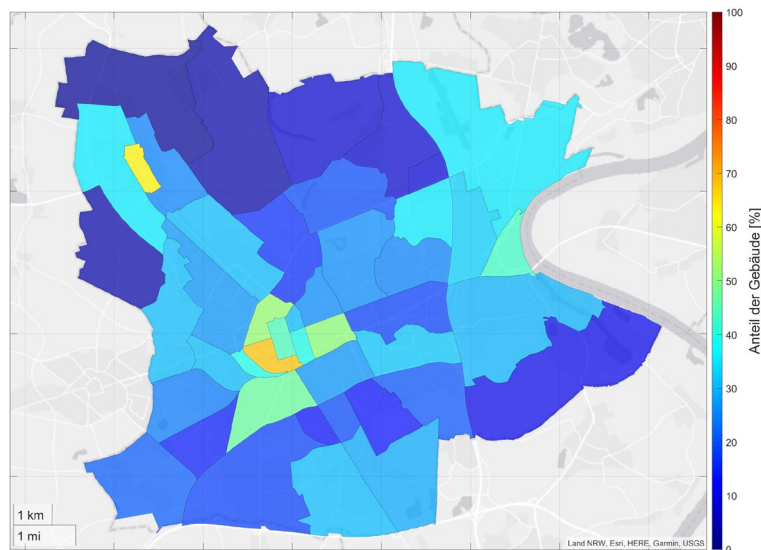 100
90
80
70
60
50
40
30
20
10
0
Anteil der Gebäude [%]
1 km
1 mi
Land NRW, Esri, HERE, Garmin, USGS